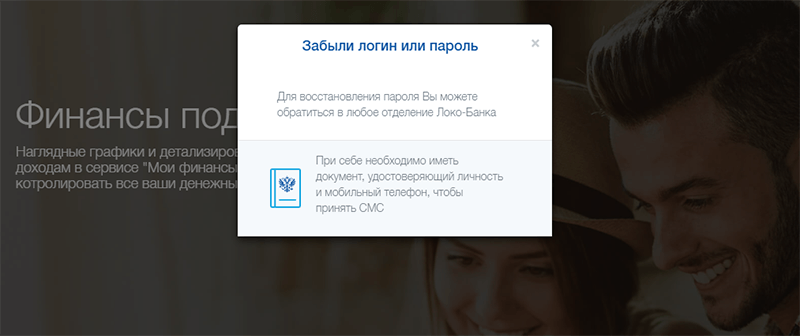 Забыли логин или пароль
×
Для восстановления пароля Вы можете
обратиться в любое отделение Локо-Банка
Финансы под
Наглядные графики и детализиров
доходам в сервисе "Мои финансы
котролировать все ваши денежны
При себе необходимо иметь
документ, удостоверяющий личность
и мобильный телефон, чтобы
принять СМС